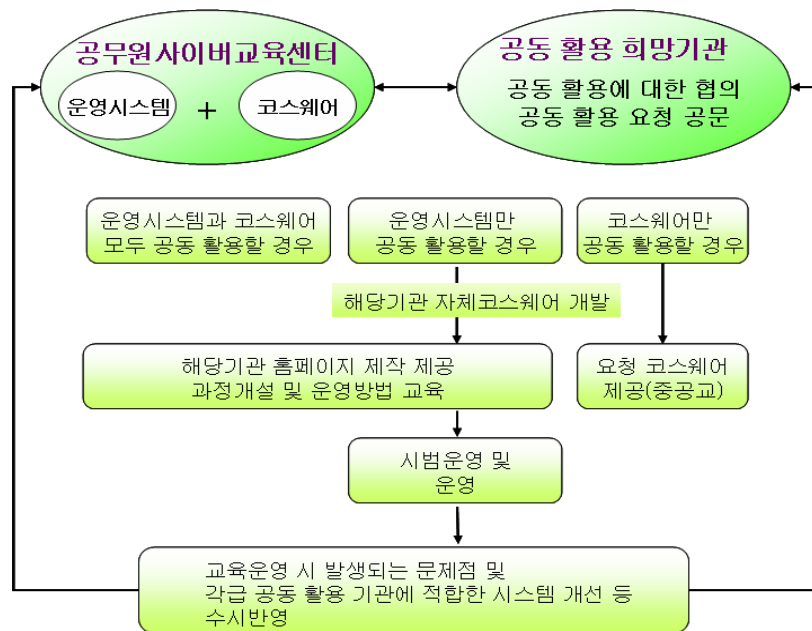 공무원사이버교육센터
운영시스템 + 코스웨어
공동 활용 희망기관
공동 활용에 대한 협의
공동 활용 요청 공문
운영시스템과 코스웨어
모두 공동 활용할 경우
운영시스템만
공동 활용할 경우
코스웨어만
공동 활용할 경우
해당기관 자체코스웨어 개발
해당기관 홈페이지 제작 제공
과정개설 및 운영방법 교육
요청 코스웨어
제공(중공교)
시범운영 및
운영
교육운영 시 발생되는 문제점 및
각급 공동 활용 기관에 적합한 시스템 개선 등
수시반영